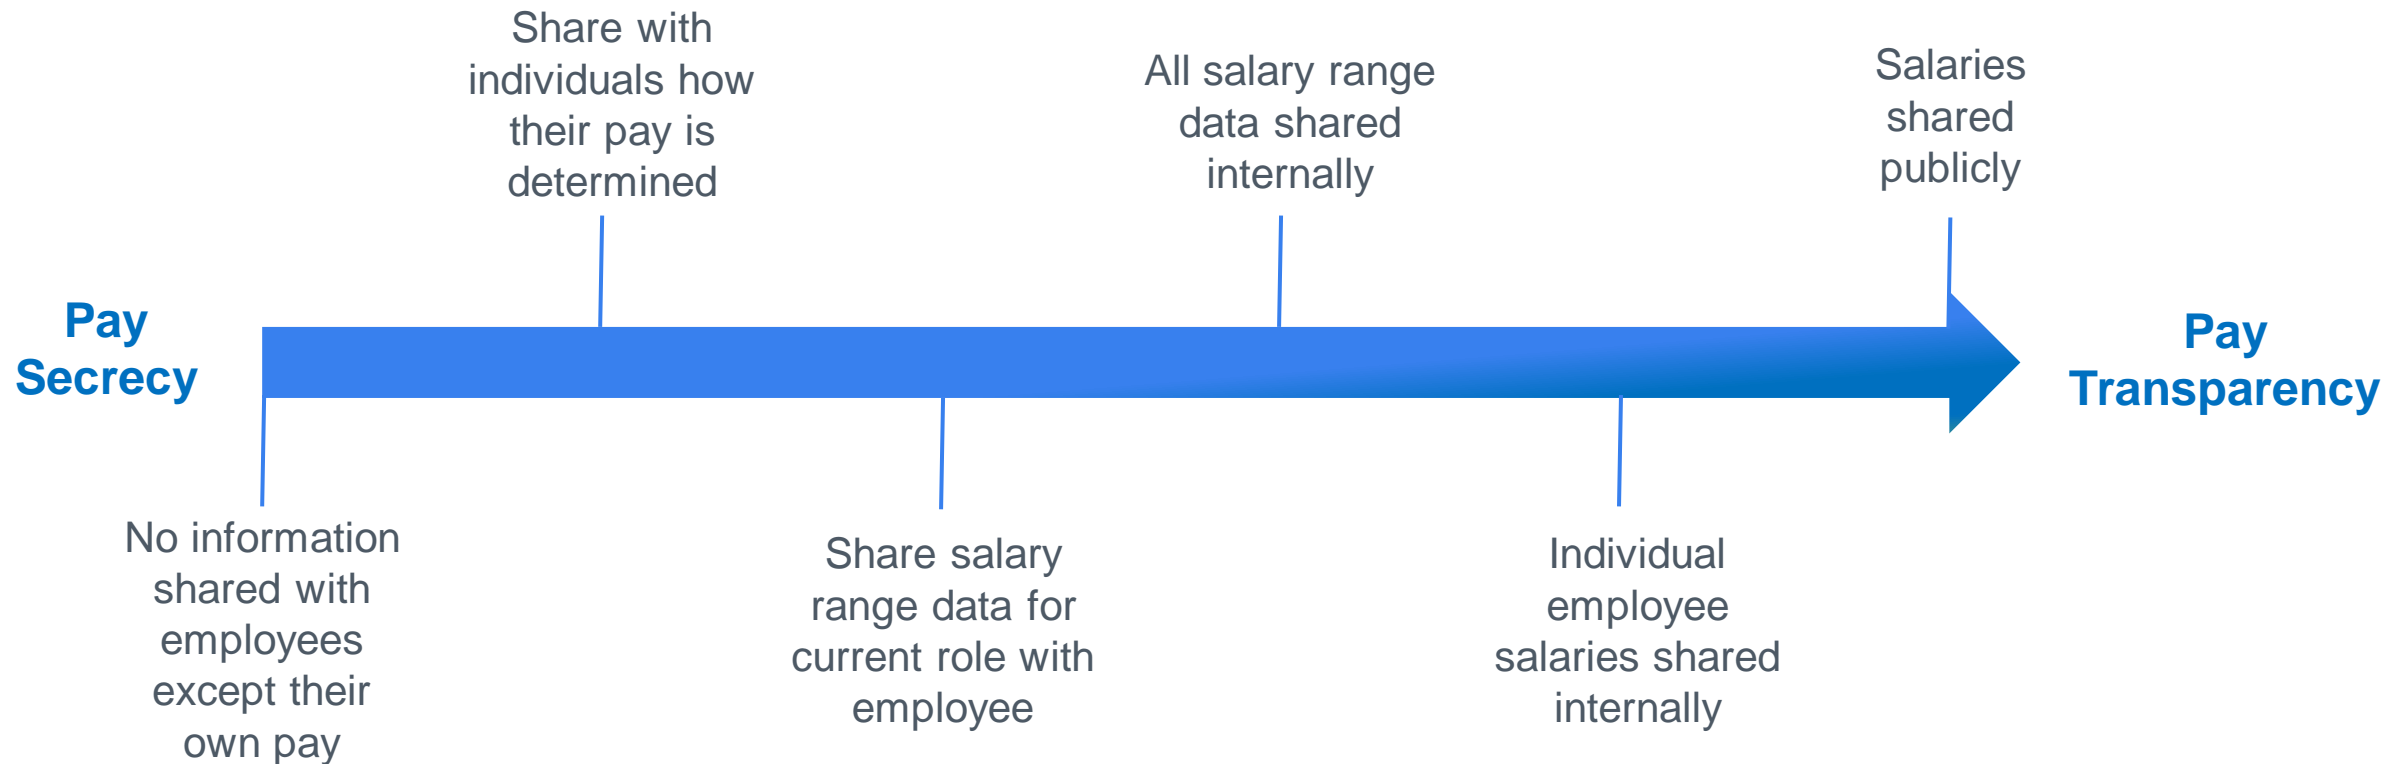 Pay
Secrecy
No information
shared with
employees
except their
own pay
Share with
individuals how
their pay is
determined
Share salary
range data for
current role with
employee
All salary range
data shared
internally
Individual
employee
salaries shared
internally
Salaries
shared
publicly
Pay
Transparency